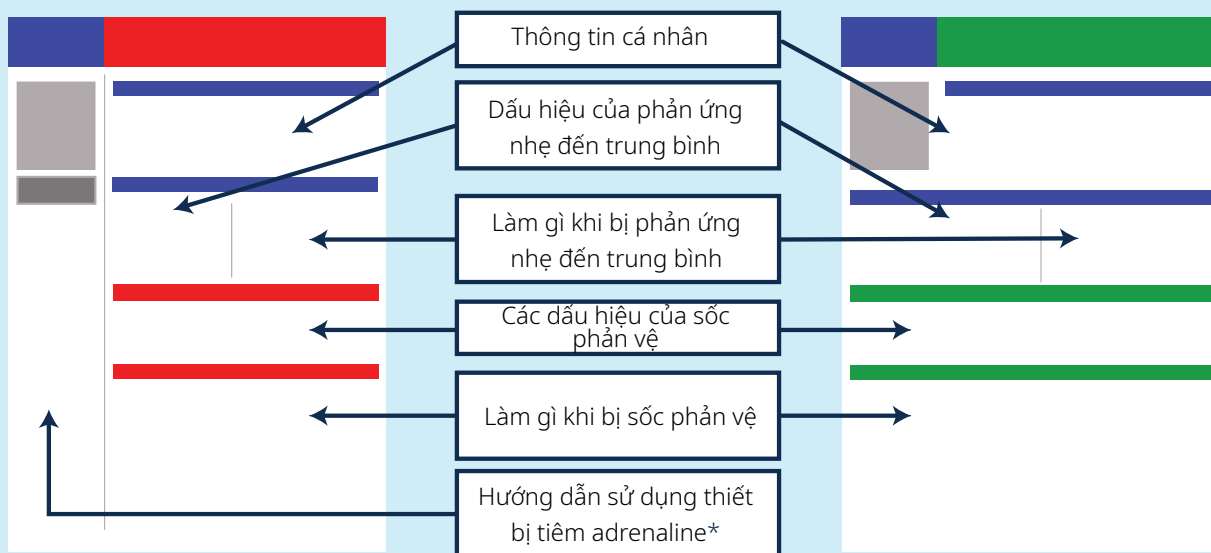 Thông tin cá nhân
Dấu hiệu của phản ứng
nhẹ đến trung bình
Làm gì khi bị phản ứng
nhẹ đến trung bình
Các dấu hiệu của sốc
phản vệ
Làm gì khi bị sốc phản vệ
Hướng dẫn sử dụng thiết
bị tiêm adrenaline*